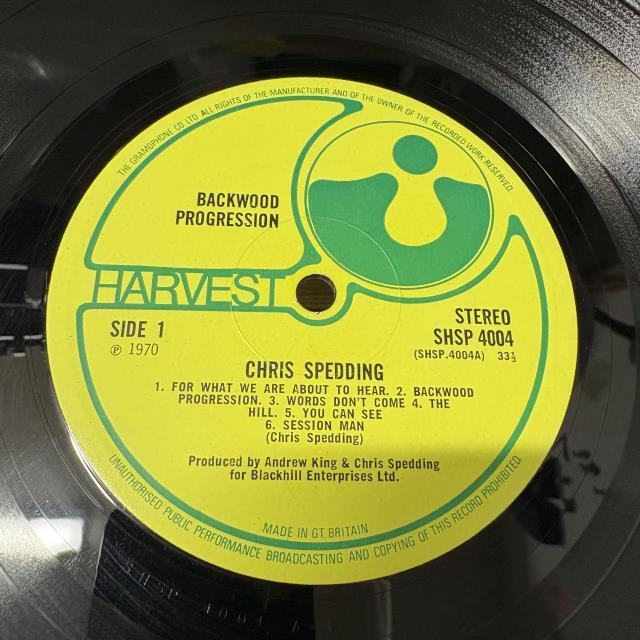 THE GRAMOPHONE CO LTD ALL RIGHTS OF THE MANUFACTURER AND OF THE OWNER OF THE RECORDED WORK RESERVED.
BACKWOOD
PROGRESSION
HARVEST
SIDE 1
℗ 1970
STEREO
SHSP 4004
(SHSP.4004A) 33⅓
CHRIS SPEDDING
1. FOR WHAT WE ARE ABOUT TO HEAR. 2. BACKWOOD
PROGRESSION. 3. WORDS DON'T COME 4. THE
HILL. 5. YOU CAN SEE
6. SESSION MAN
(Chris Spedding)
Produced by Andrew King & Chris Spedding
for Blackhill Enterprises Ltd.
MADE IN GT. BRITAIN
UNAUTHORISED PUBLIC PERFORMANCE BROADCASTING AND COPYING OF THIS RECORD PROHIBITED.